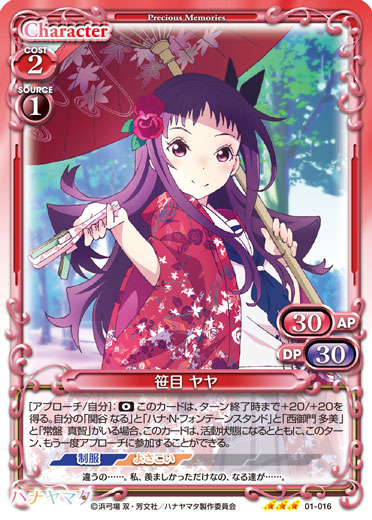 Precious Memories
Character
COST
2
SOURCE
1
30 AP
DP 30
笹目 ヤヤ
[アプローチ/自分]: このカードは、ターン終了時まで+20/+20を
得る。自分の「関谷 なる」と「ハナ・N・フォンテーンスタンド」と「西御門 多美」
と「常盤 真智」がいる場合、このカードは、活動状態になるとともに、このター
ン、もう一度アプローチに参加することができる。
制服 よさこい
違うの……。私、羨ましかっただけなの、なる達が……。
ハナヤマタ
©浜弓場 双・芳文社/ハナヤマタ製作委員会
★★★ 01-016